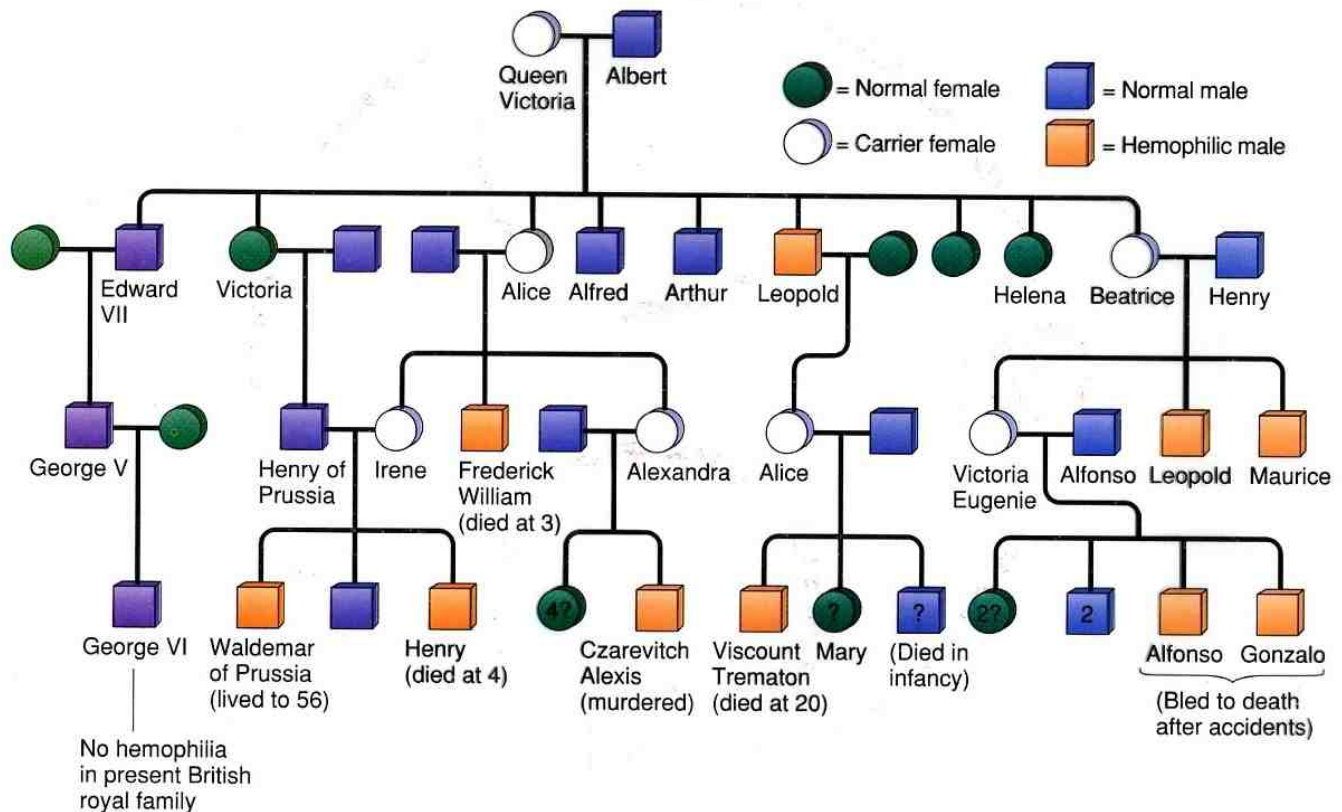 Queen
Victoria
Albert
= Normal female
= Normal male
= Carrier female
= Hemophilic male
Edward
VII
Victoria
Alice
Alfred
Arthur
Leopold
Helena
Beatrice
Henry
George V
Henry of
Prussia
Irene
Frederick
William
(died at 3)
Alexandra
Alice
Victoria
Eugenie
Alfonso
Leopold
Maurice
4?
?
?
2?
2
George VI
Waldemar
of Prussia
(lived to 56)
Henry
(died at 4)
Czarevitch
Alexis
(murdered)
Viscount
Trematon
(died at 20)
Mary
(Died in
infancy)
Alfonso
Gonzalo
(Bled to death
after accidents)
No hemophilia
in present British
royal family